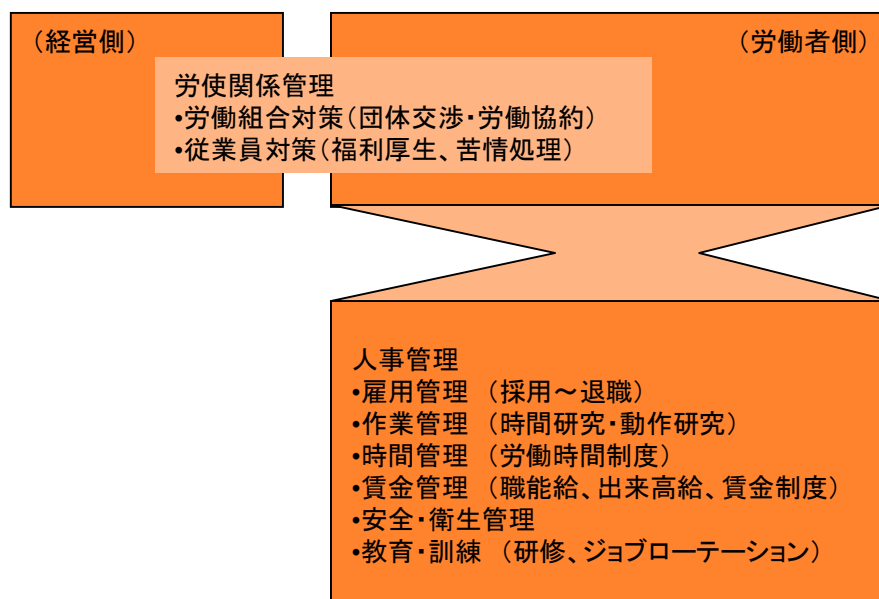 （経営側）
（労働者側）
労使関係管理
•労働組合対策（団体交渉・労働協約）
•従業員対策（福利厚生、苦情処理）
人事管理
•雇用管理 （採用～退職）
•作業管理 （時間研究・動作研究）
•時間管理 （労働時間制度）
•賃金管理 （職能給、出来高給、賃金制度）
•安全・衛生管理
•教育・訓練 （研修、ジョブローテーション）